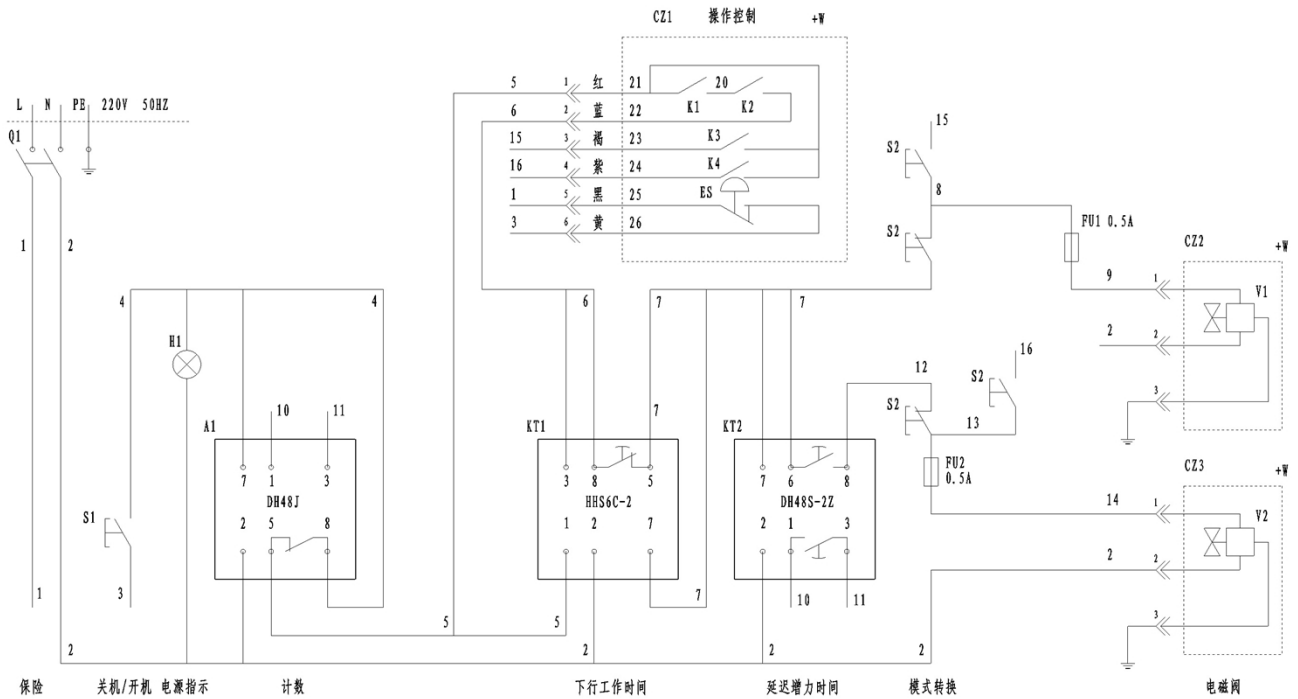 CZ1 操作控制 +W
5 1 红 21 20
K1 K2
6 2 蓝 22
L N PE 220V 50HZ
Q1
15 3 褐 23 K3
15
S2
16 4 紫 24 K4
8
1 5 黑 25 ES
3 6 黄 26
S2
FU1 0.5A
1 2
CZ2 +W
9 1
V1
4 4 6 7 7
2 2
H1
16
12
S2
3
S2
10 11 7
13
A1 KT1 KT2
FU2
0.5A
CZ3 +W
7 1 3 3 8 5 7 6 8
DH48J HHS6C-2 DH48S-2Z
14 1
V2
S1
2 5 8 1 2 7 2 1 3
2 2
1 3 7 10 11
5 5
3
2 2 2 2
保险 关机/开机 电源指示 计数 下行工作时间 延迟增力时间 模式转换 电磁阀